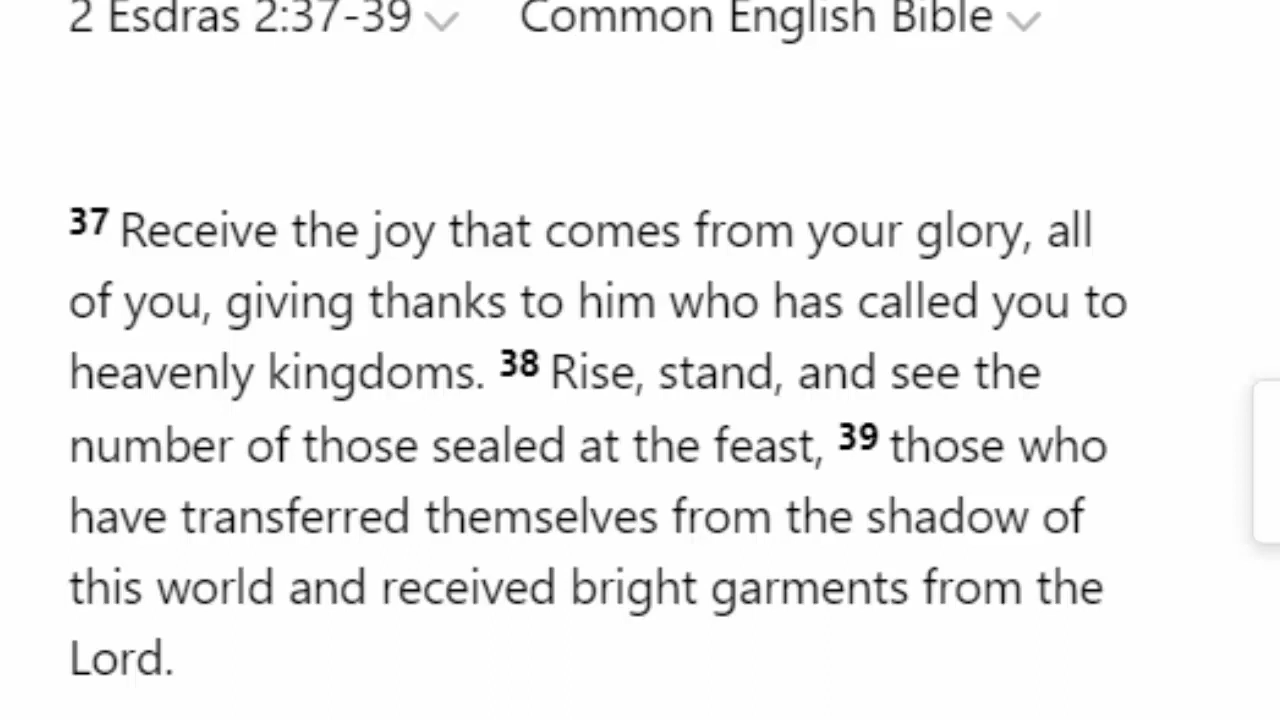 2 Esdras 2:37-39 Common English Bible
37 Receive the joy that comes from your glory, all
of you, giving thanks to him who has called you to
heavenly kingdoms. 38 Rise, stand, and see the
number of those sealed at the feast, 39 those who
have transferred themselves from the shadow of
this world and received bright garments from the
Lord.